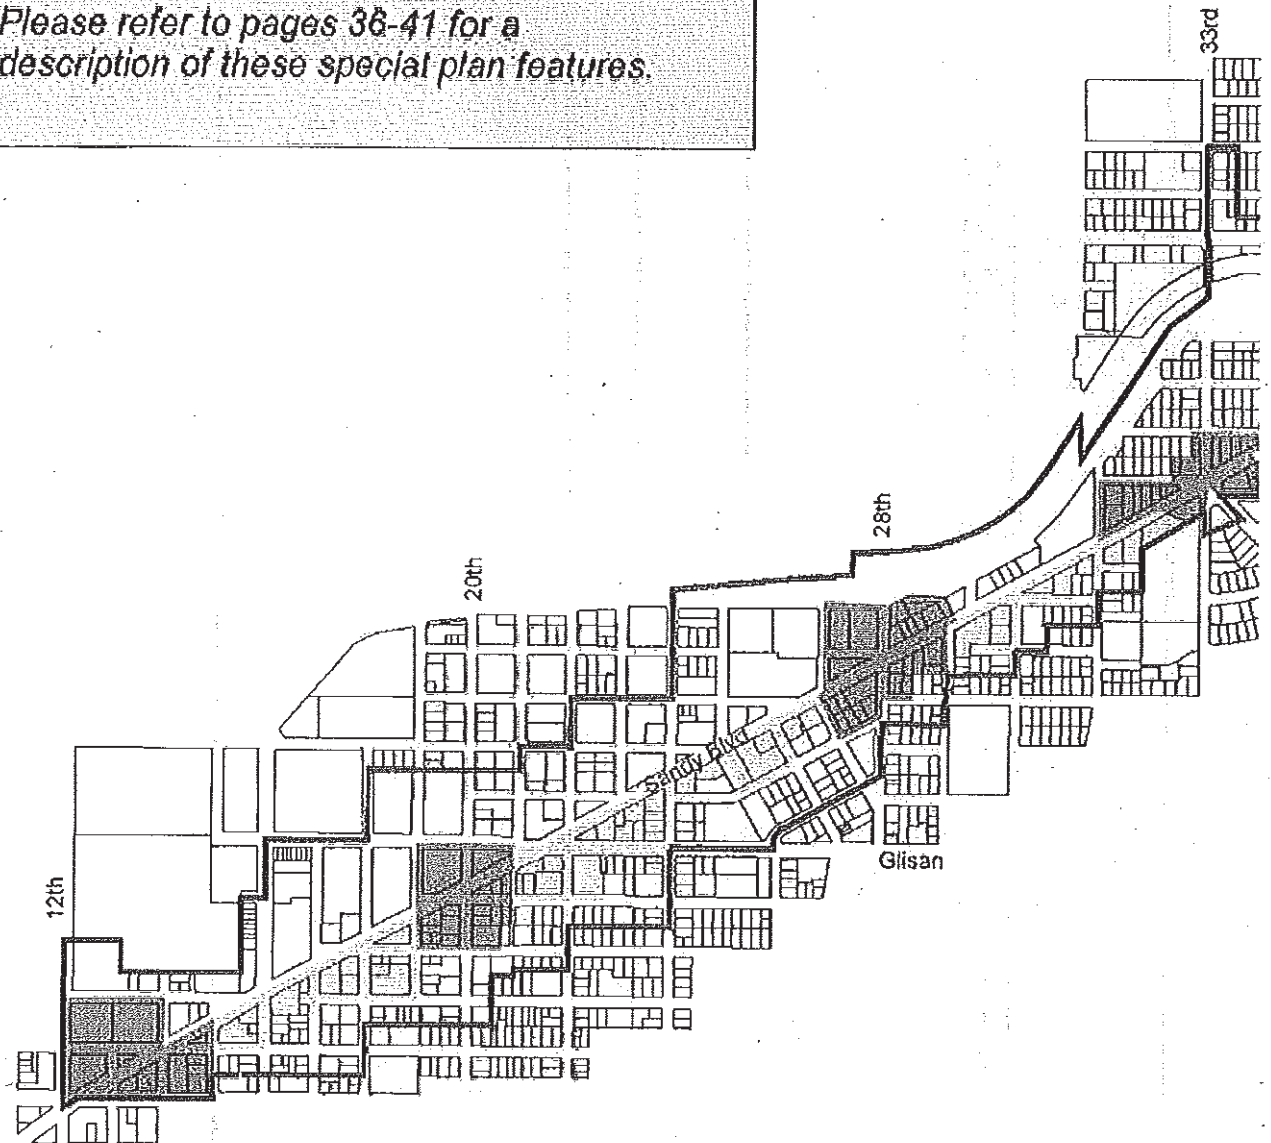 Please refer to pages 36-41 for a
description of these special plan features.
33rd
28th
20th
Sandy Blvd
Glisan
12th